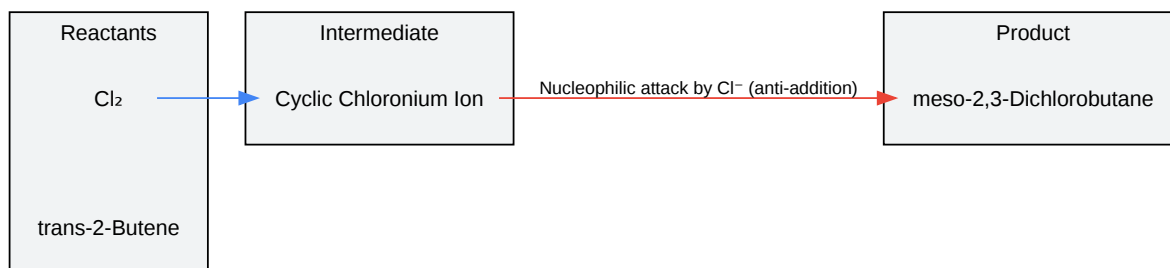 Reactants
Cl₂
trans-2-Butene
Intermediate
Cyclic Chloronium Ion
Nucleophilic attack by Cl⁻ (anti-addition)
Product
meso-2,3-Dichlorobutane